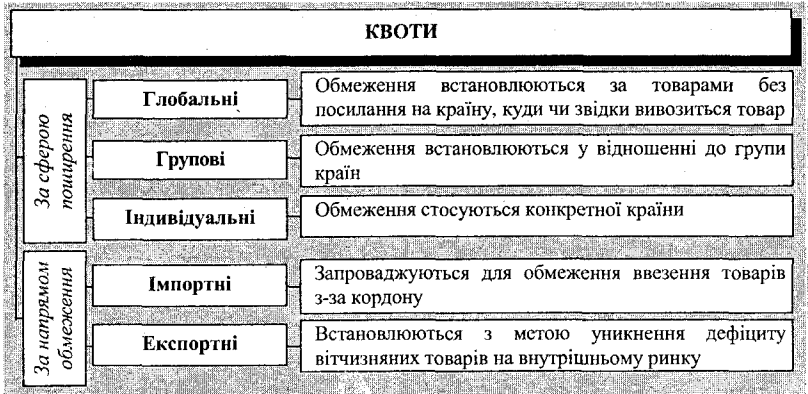 КВОТИ
За сферою
поширення
Глобальні
Обмеження встановлюються за товарами без
посилання на країну, куди чи звідки вивозиться товар
Групові
Обмеження встановлюються у відношенні до групи
країн
Індивідуальні
Обмеження стосуються конкретної країни
За напрямом
обмеження
Імпортні
Запроваджуються для обмеження ввезення товарів
з-за кордону
Експортні
Встановлюються з метою уникнення дефіциту
вітчизняних товарів на внутрішньому ринку